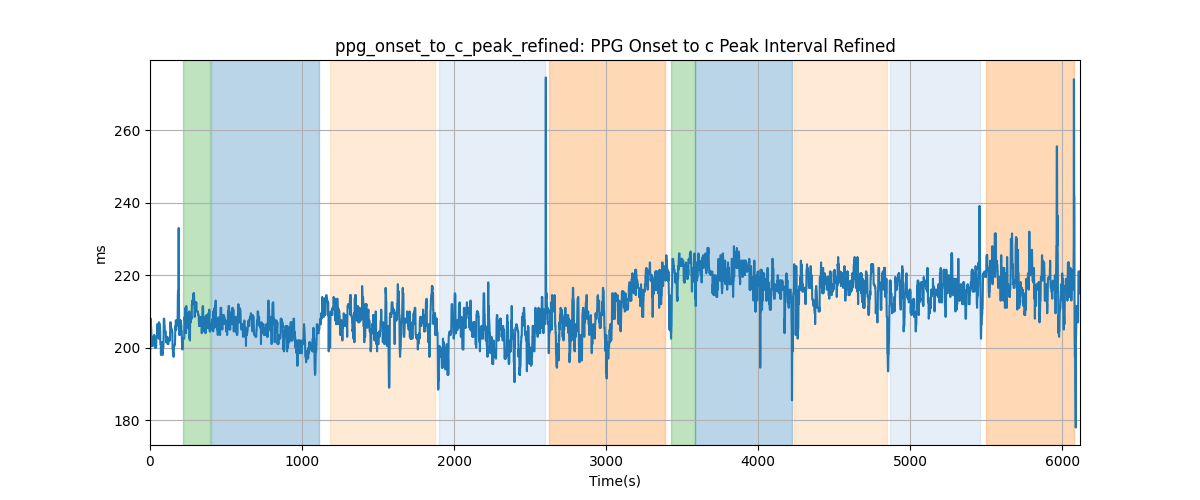 ppg_onset_to_c_peak_refined: PPG Onset to c Peak Interval Refined
260
240
220
200
180
ms
0 1000 2000 3000 4000 5000 6000
Time(s)